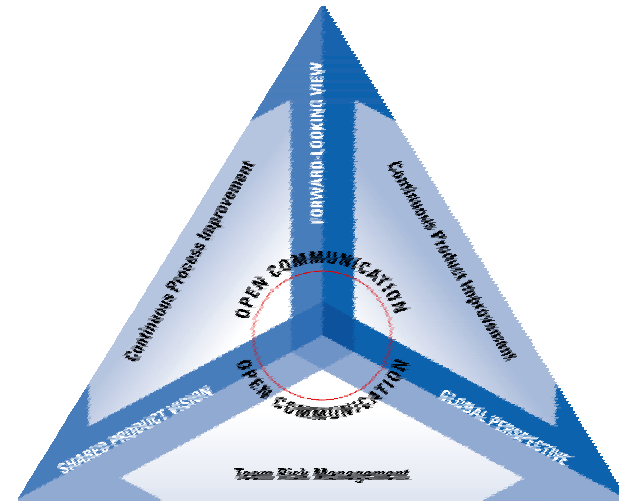 FORWARD-LOOKING VIEW
Continuous Process Improvement
Continuous Product Improvement
OPEN COMMUNICATION
OPEN COMMUNICATION
SHARED PRODUCT VISION
GLOBAL PERSPECTIVE
Team Risk Management